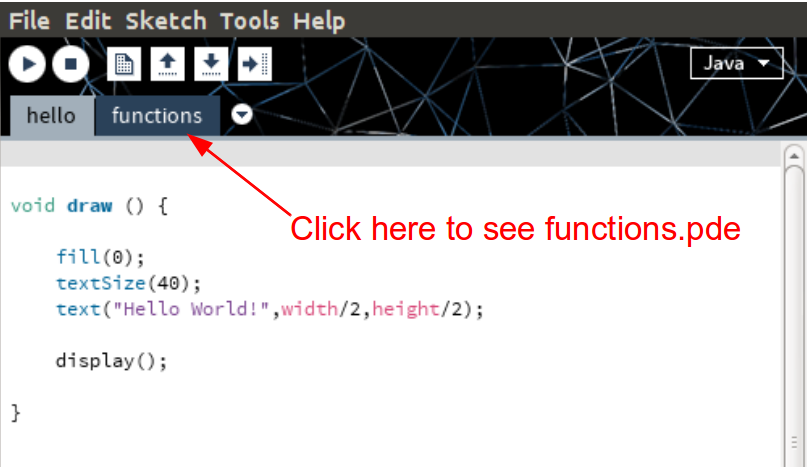 File Edit Sketch Tools Help
Java
hello functions
void draw () {
Click here to see functions.pde
fill(0);
textSize(40);
text("Hello World!",width/2,height/2);
display();
}